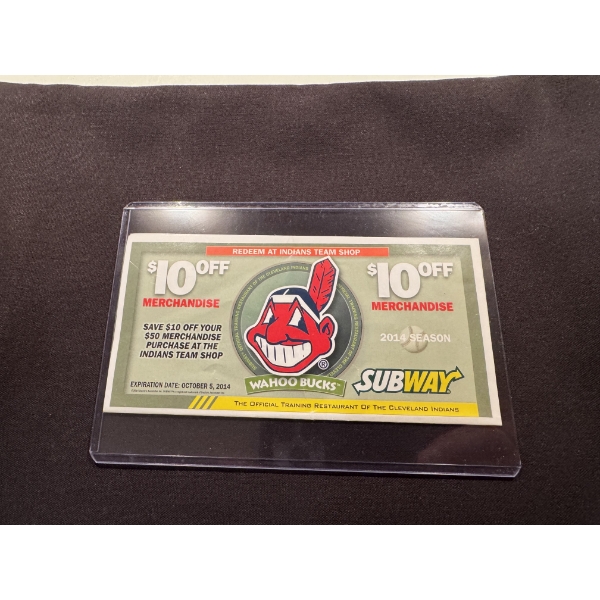 REDEEM AT INDIANS TEAM SHOP
$10 OFF
MERCHANDISE
SAVE $10 OFF YOUR
$50 MERCHANDISE
PURCHASE AT THE
INDIANS TEAM SHOP
EXPIRATION DATE: OCTOBER 5, 2014
®
WAHOO BUCKS™
$10 OFF
MERCHANDISE
2014 SEASON
SUBWAY
THE OFFICIAL TRAINING RESTAURANT OF THE CLEVELAND INDIANS